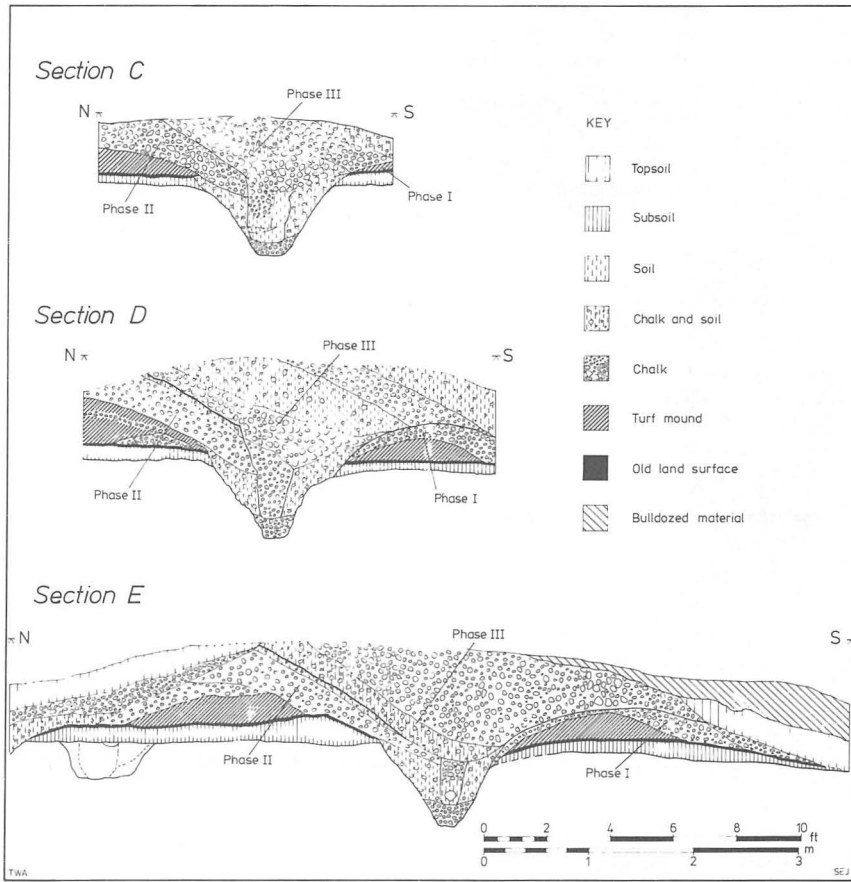 Section C
N
S
Phase III
Phase II
Phase I
Section D
N
S
Phase III
Phase II
Phase I
Section E
N
S
Phase III
Phase II
Phase I
KEY
Topsoil
Subsoil
Soil
Chalk and soil
Chalk
Turf mound
Old land surface
Bulldozed material
0 2 4 6 8 10 ft
0 1 2 3 m
TWA
SEJ